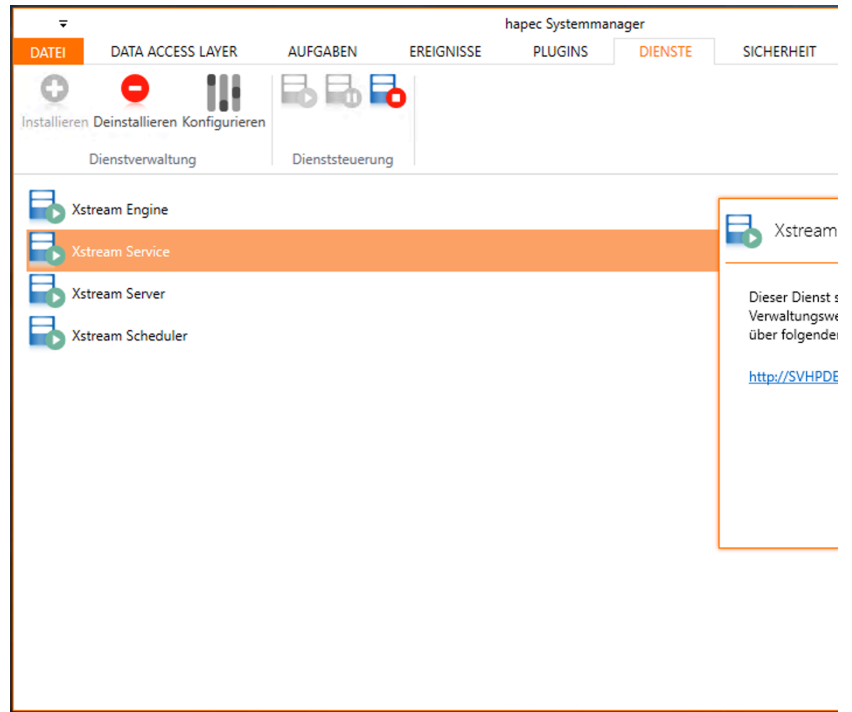 hapec Systemmanager
DATEI DATA ACCESS LAYER AUFGABEN EREIGNISSE PLUGINS DIENSTE SICHERHEIT
Installieren Deinstallieren Konfigurieren
Dienstverwaltung Dienststeuerung
Xstream Engine
Xstream Service
Xstream Server
Xstream Scheduler
Xstream
Dieser Dienst s
Verwaltungswe
über folgende
http://SVHPDE